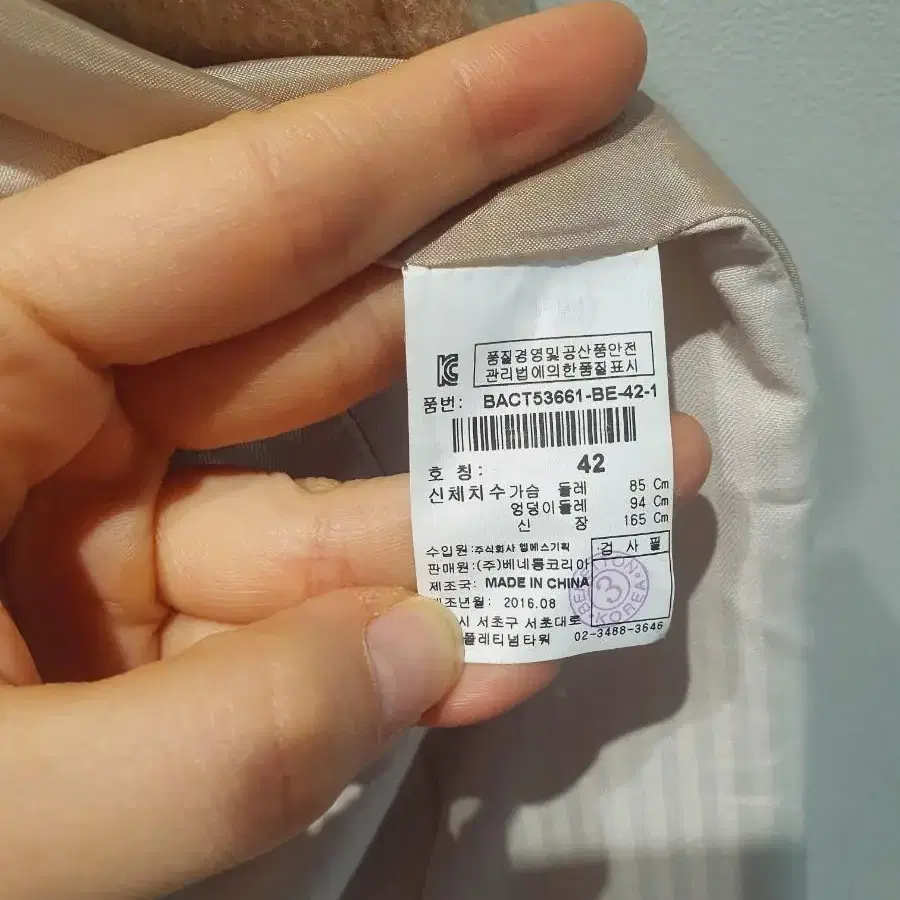 품질경영및공산품안전
관리법에의한품질표시
품번: BACT53661-BE-42-1
호 칭: 42
신체치수 가슴 둘레 85 Cm
엉덩이둘레 94 Cm
신 장 165 Cm
수입원:주식회사 엘에스기획
검 사 필
판매원:(주)베네통코리아
제조국: MADE IN CHINA
조년월: 2016.08
시 서초구 서초대로
플레티넘타워 02-3488-3646
BENETTON KOREA
3